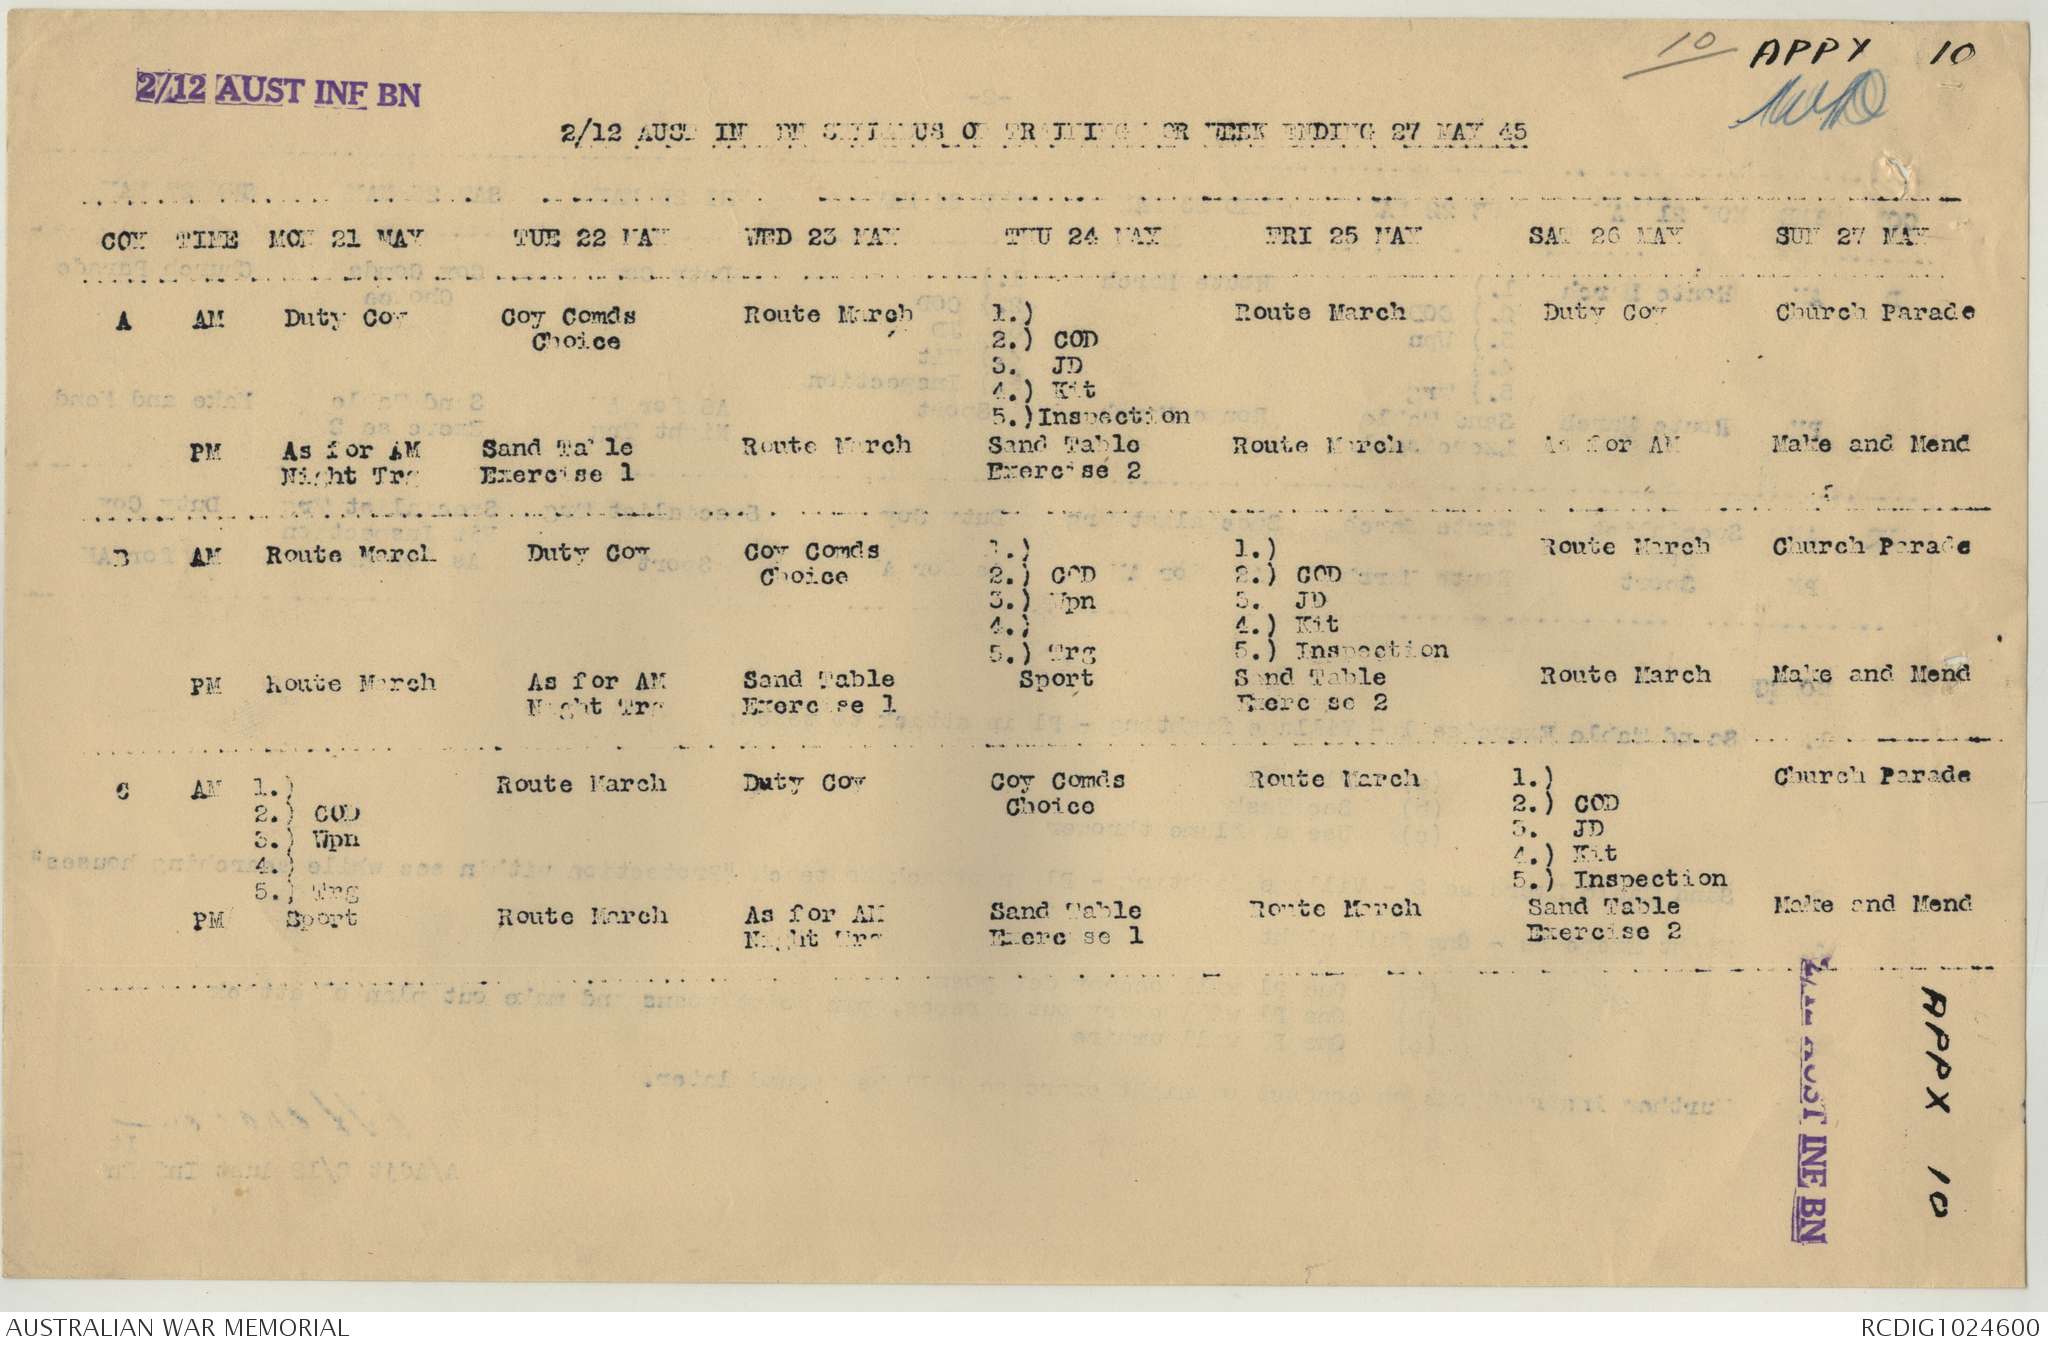 10 APPX 10
2/12 AUST INF BN
WD
2/12 AUST INF BN SYLLABUS OF TRAINING FOR WEEK ENDING 27 MAY 45
COY TIME MON 21 MAY TUE 22 MAY WED 23 MAY THU 24 MAY FRI 25 MAY SAT 26 MAY SUN 27 MAY
A AM Duty Coy Coy Comds Route March 1.) Route March Duty Coy Church Parade
Choice 2.) COD
3. JD
4.) Kit
5.)Inspection
PM As for AM Sand Table Route March Sand Table Route March As for AM Make and Mend
Night Trg Exercise 1 Exercise 2
B AM Route March Duty Coy Coy Comds 1.) 1.) Route March Church Parade
Choice 2.) COD 2.) COD
3.) Wpn 3. JD
4.) 4.) Kit
5.) Trg 5.) Inspection
PM Route March As for AM Sand Table Sport Sand Table Route March Make and Mend
Night Trg Exercise 1 Exercise 2
C AM 1.) Route March Duty Coy Coy Comds Route March 1.) Church Parade
2.) COD Choice 2.) COD
3.) Wpn 3. JD
4.) 4.) Kit
5.) Trg 5.) Inspection
PM Sport Route March As for AM Sand Table Route March Sand Table Make and Mend
Night Trg Exercise 1 Exercise 2
2/12 AUST INF BN
APPX 10
AUSTRALIAN WAR MEMORIAL RCDIG1024600